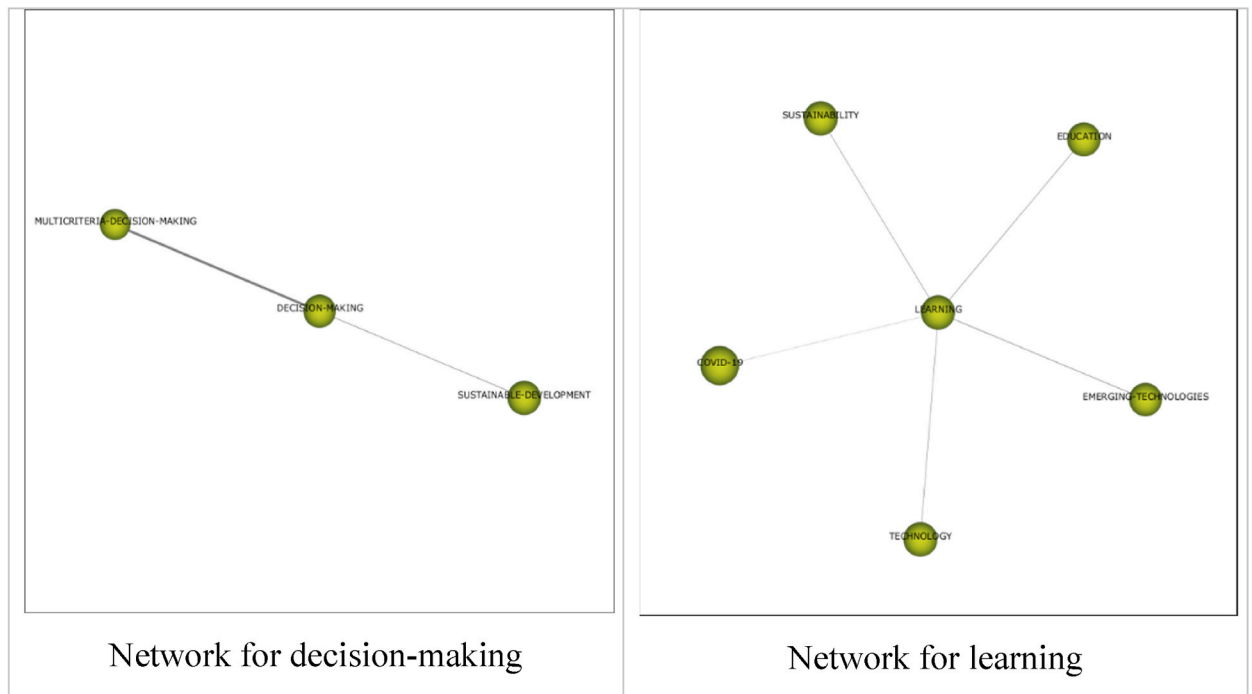 MULTICRITERIA-DECISION-MAKING
DECISION-MAKING
SUSTAINABLE-DEVELOPMENT
Network for decision-making
SUSTAINABILITY
EDUCATION
LEARNING
COVID-19
EMERGING-TECHNOLOGIES
TECHNOLOGY
Network for learning